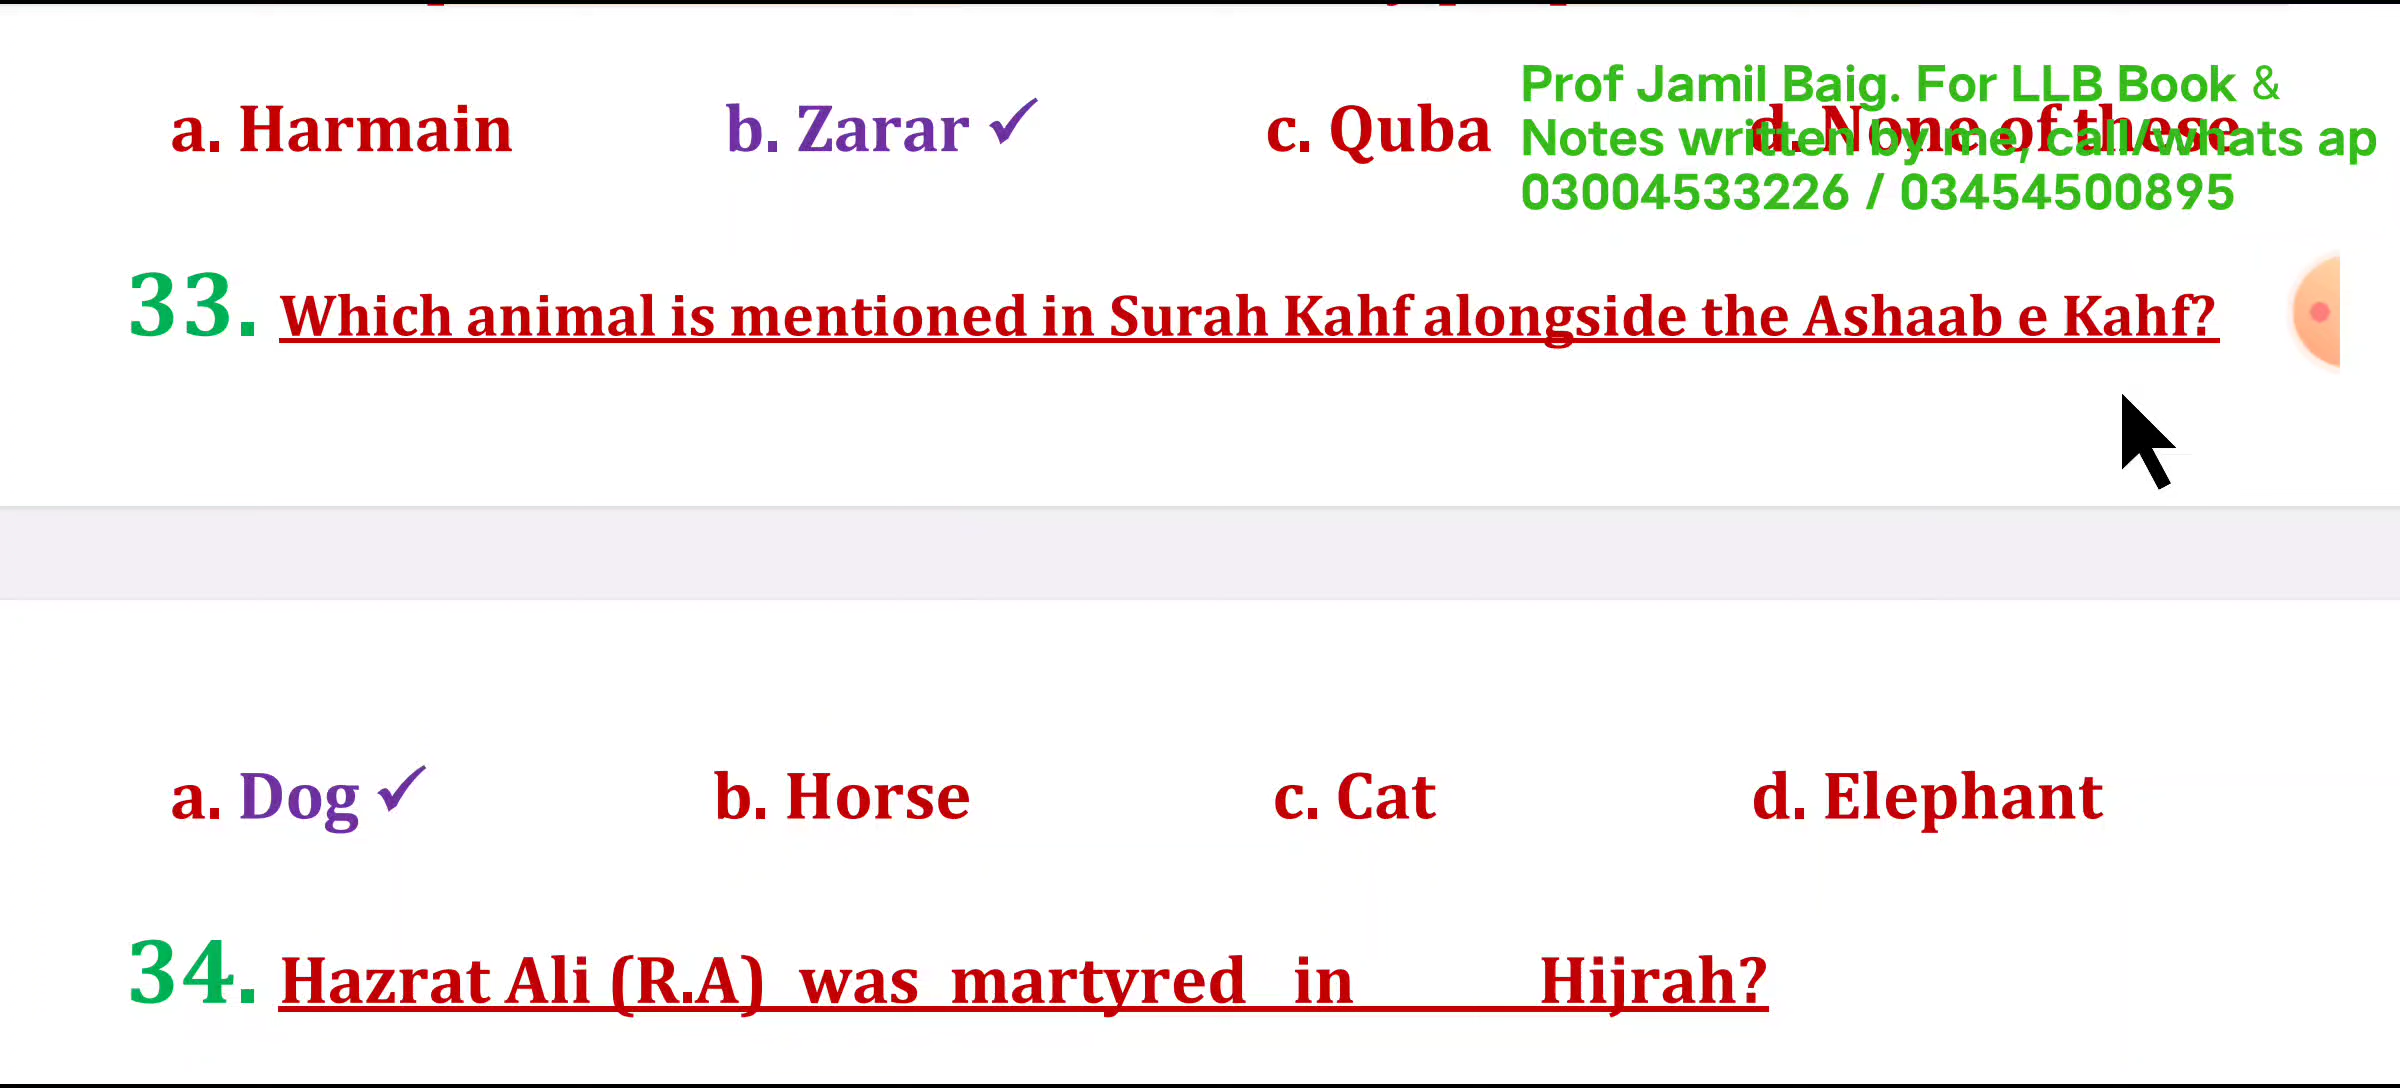 Prof Jamil Baig. For LLB Book &
a. Harmain b. Zarar ✓ c. Quba d. None of these
Notes written by me, call/whats ap
03004533226 / 03454500895
33. Which animal is mentioned in Surah Kahf alongside the Ashaab e Kahf?
a. Dog ✓ b. Horse c. Cat d. Elephant
34. Hazrat Ali (R.A) was martyred in Hijrah?